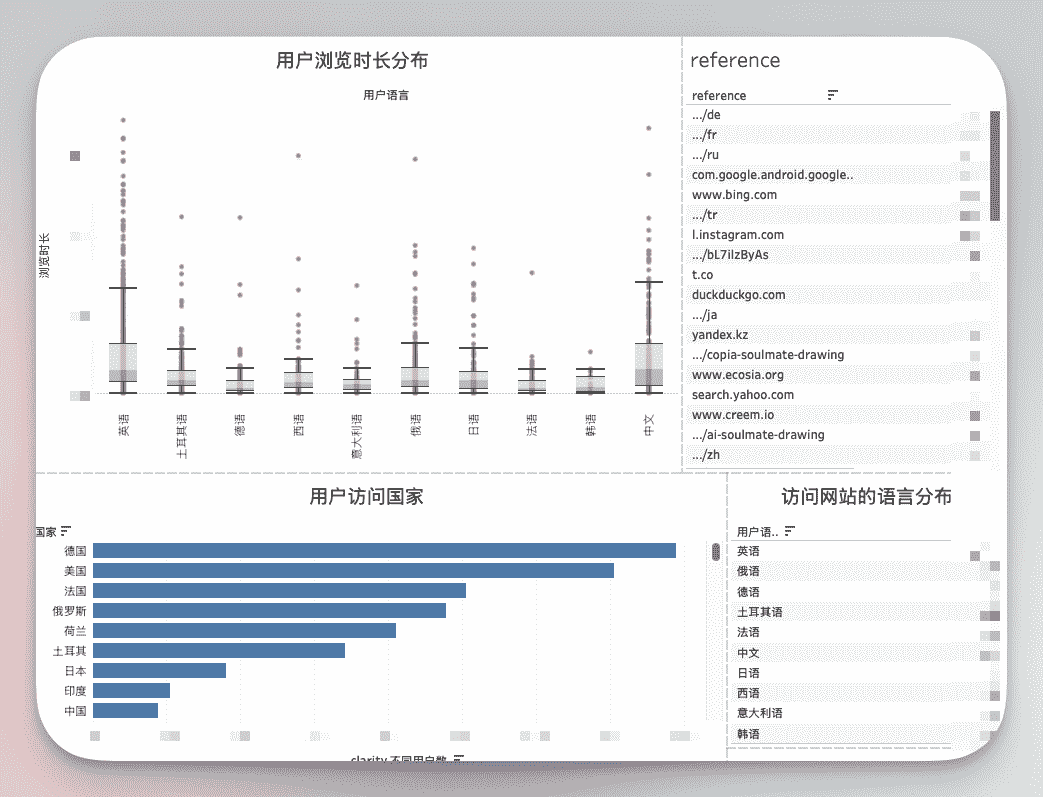 用户浏览时长分布
用户语言
浏览时长
英语
土耳其语
德语
西语
意大利语
俄语
日语
法语
韩语
中文
reference
reference
.../de
.../fr
.../ru
com.google.android.google..
www.bing.com
.../tr
l.instagram.com
.../bL7ilzByAs
t.co
duckduckgo.com
.../ja
yandex.kz
.../copia-soulmate-drawing
www.ecosia.org
search.yahoo.com
www.creem.io
.../ai-soulmate-drawing
.../zh
用户访问国家
国家
德国
美国
法国
俄罗斯
荷兰
土耳其
日本
印度
中国
clarity 不同用户数
访问网站的语言分布
用户语..
英语
俄语
德语
土耳其语
法语
中文
日语
西语
意大利语
韩语